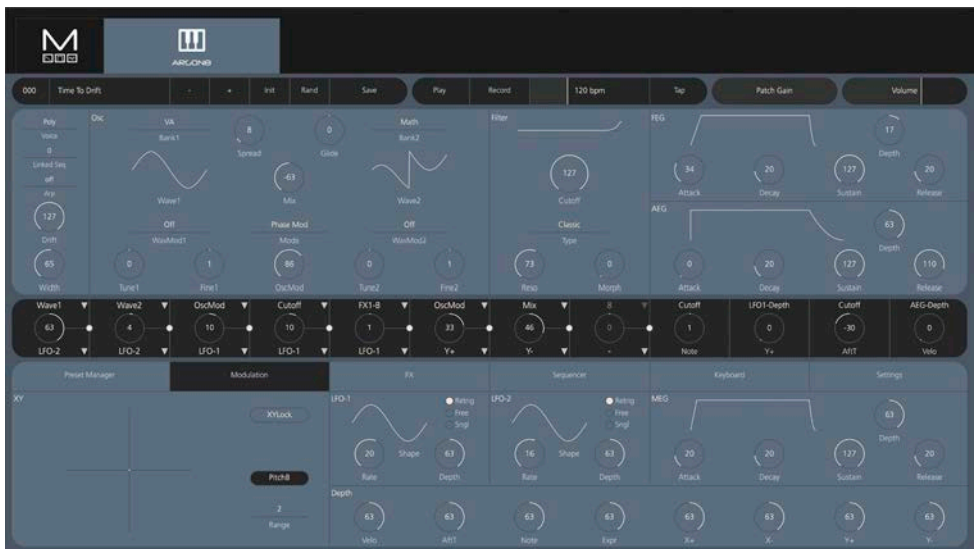 M
ARGON8
000 Time To Drift - + Init Rand Save Play Record 120 bpm Tap Patch Gain Volume
Poly
Voice
0
Linked Seq
off
Arp
127
Drift
65
Width
Osc
VA
Bank1
8
Spread
0
Glide
Math
Bank2
Wave1
-63
Mix
Wave2
Off
WavMod1
Phase Mod
Mods
Off
WavMod2
0
Tune1
1
Fine1
86
OscMod
0
Tune2
1
Fine2
Filter
127
Cutoff
Classic
Type
73
Reso
0
Morph
FEG
17
Depth
34
Attack
20
Decay
127
Sustain
20
Release
AEG
63
Depth
0
Attack
20
Decay
127
Sustain
110
Release
Wave1 Wave2 OscMod Cutoff FX1-B OscMod Mix 8 Cutoff LFO1-Depth Cutoff AEG-Depth
63 4 10 10 1 33 46 0 1 0 -30 0
LFO-2 LFO-2 LFO-1 LFO-1 LFO-1 Y+ Y- - Note Y+ AftT Velo
Preset Manager Modulation FX Sequencer Keyboard Settings
XY
XYLock
PitchB
2
Range
LFO-1
Retrig
Free
Sngl
20
Rate
Shape
63
Depth
LFO-2
Retrig
Free
Sngl
16
Rate
Shape
63
Depth
MEG
63
Depth
20
Attack
20
Decay
127
Sustain
20
Release
Depth
63 63 63 63 63 63 63 63
Velo AftT Note Expr X+ X- Y+ Y-